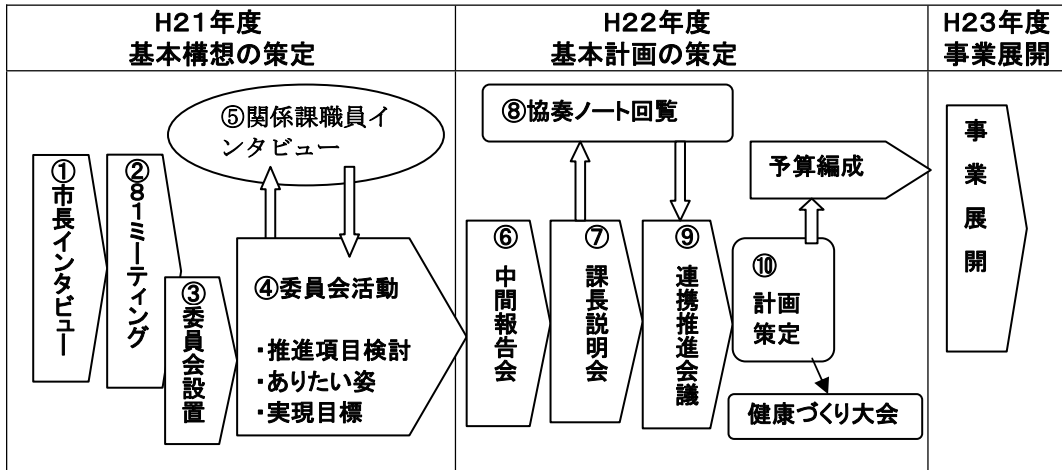 H21年度
基本構想の策定
H22年度
基本計画の策定
H23年度
事業展開
①市長インタビュー
②81ミーティング
③委員会設置
④委員会活動
・推進項目検討
・ありたい姿
・実現目標
⑤関係課職員イ
ンタビュー
⑥中間報告会
⑦課長説明会
⑧協奏ノート回覧
⑨連携推進会議
⑩
計画
策定
予算編成
健康づくり大会
事業展開